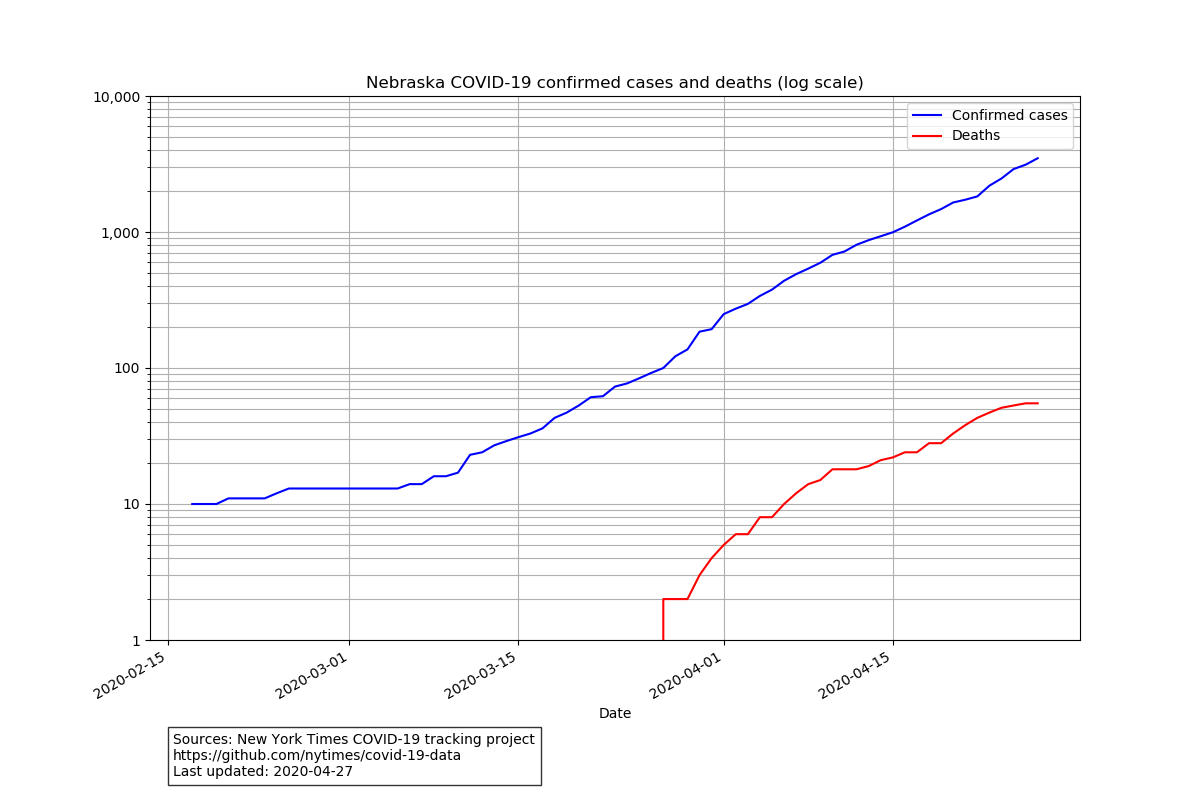 Nebraska COVID-19 confirmed cases and deaths (log scale)
10,000
1,000
100
10
1
Confirmed cases
Deaths
2020-02-15
2020-03-01
2020-03-15
2020-04-01
2020-04-15
Date
Sources: New York Times COVID-19 tracking project
https://github.com/nytimes/covid-19-data
Last updated: 2020-04-27